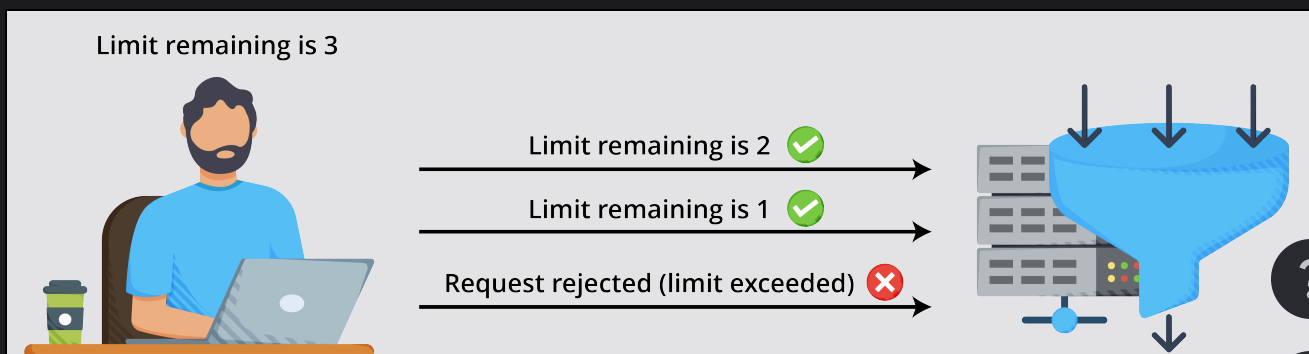 Limit remaining is 3
Limit remaining is 2
Limit remaining is 1
Request rejected (limit exceeded)
?